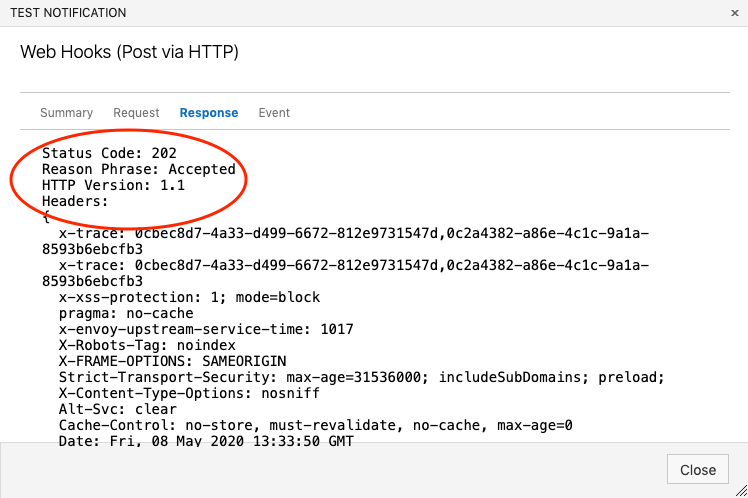 TEST NOTIFICATION ×
Web Hooks (Post via HTTP)
Summary Request Response Event
Status Code: 202
Reason Phrase: Accepted
HTTP Version: 1.1
Headers:
{
x-trace: 0cbec8d7-4a33-d499-6672-812e9731547d,0c2a4382-a86e-4c1c-9a1a-
8593b6ebcfb3
x-trace: 0cbec8d7-4a33-d499-6672-812e9731547d,0c2a4382-a86e-4c1c-9a1a-
8593b6ebcfb3
x-xss-protection: 1; mode=block
pragma: no-cache
x-envoy-upstream-service-time: 1017
X-Robots-Tag: noindex
X-FRAME-OPTIONS: SAMEORIGIN
Strict-Transport-Security: max-age=31536000; includeSubDomains; preload;
X-Content-Type-Options: nosniff
Alt-Svc: clear
Cache-Control: no-store, must-revalidate, no-cache, max-age=0
Date: Fri, 08 May 2020 13:33:50 GMT
Close